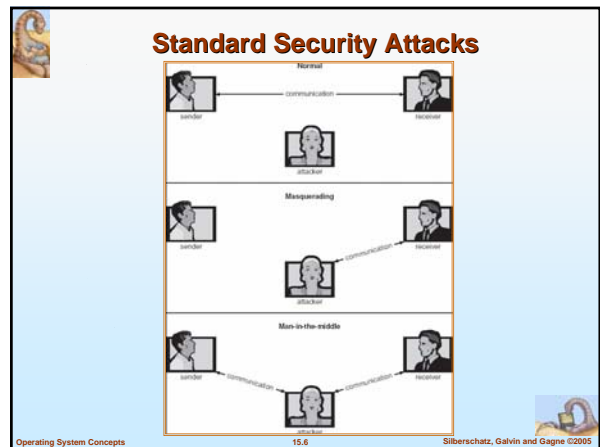 Standard Security Attacks
Normal
communication
sender
receiver
attacker
Masquerading
sender
receiver
communication
attacker
Man-in-the-middle
sender
receiver
communication
communication
attacker
Operating System Concepts
15.6
Silberschatz, Galvin and Gagne ©2005